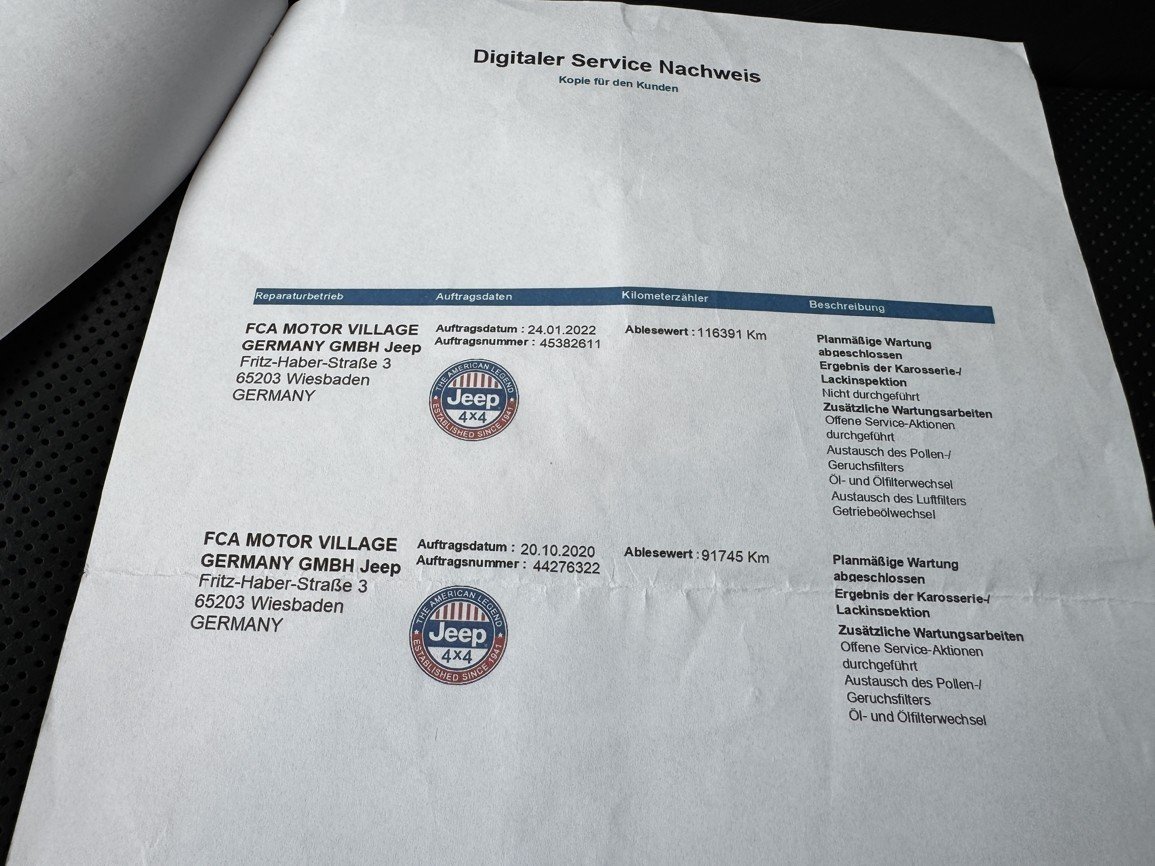 Digitaler Service Nachweis
Kopie für den Kunden
Reparaturbetrieb Auftragsdaten Kilometerzähler Beschreibung
FCA MOTOR VILLAGE
GERMANY GMBH Jeep
Fritz-Haber-Straße 3
65203 Wiesbaden
GERMANY
Auftragsdatum : 24.01.2022
Auftragsnummer : 45382611
THE AMERICAN LEGEND
Jeep
4x4
ESTABLISHED SINCE 1941
Ablesewert : 116391 Km
Planmäßige Wartung
abgeschlossen
Ergebnis der Karosserie-/
Lackinspektion
Nicht durchgeführt
Zusätzliche Wartungsarbeiten
Offene Service-Aktionen
durchgeführt
Austausch des Pollen-/
Geruchsfilters
Öl- und Ölfilterwechsel
Austausch des Luftfilters
Getriebeölwechsel
FCA MOTOR VILLAGE
GERMANY GMBH Jeep
Fritz-Haber-Straße 3
65203 Wiesbaden
GERMANY
Auftragsdatum : 20.10.2020
Auftragsnummer : 44276322
THE AMERICAN LEGEND
Jeep
4x4
ESTABLISHED SINCE 1941
Ablesewert : 91745 Km
Planmäßige Wartung
abgeschlossen
Ergebnis der Karosserie-/
Lackinspektion
Zusätzliche Wartungsarbeiten
Offene Service-Aktionen
durchgeführt
Austausch des Pollen-/
Geruchsfilters
Öl- und Ölfilterwechsel